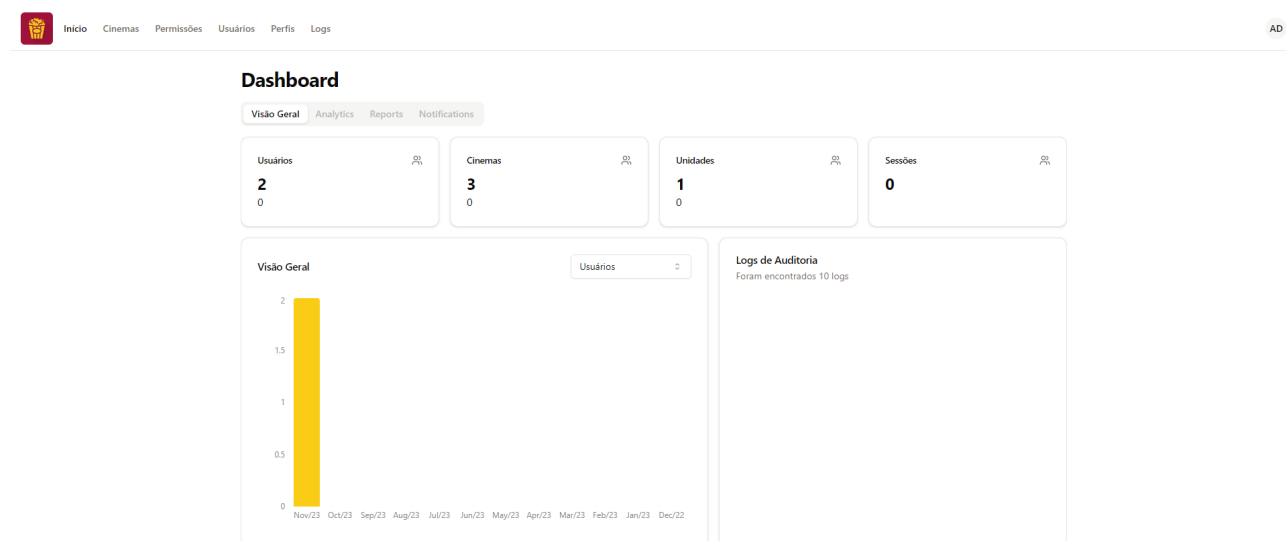 Início Cinemas Permissões Usuários Perfis Logs AD
Dashboard
Visão Geral Analytics Reports Notifications
Usuários Cinemas Unidades Sessões
2 3 1 0
0 0 0
Visão Geral Usuários
Logs de Auditoria
Foram encontrados 10 logs
2
1.5
1
0.5
0
Nov/23 Oct/23 Sep/23 Aug/23 Jul/23 Jun/23 May/23 Apr/23 Mar/23 Feb/23 Jan/23 Dec/22